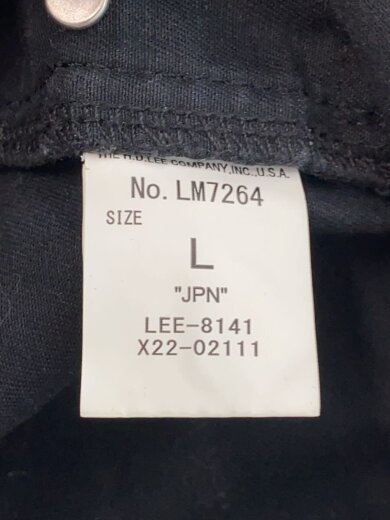 THE H.D.LEE COMPANY,INC.,U.S.A.
No. LM7264
SIZE
L
"JPN"
LEE-8141
X22-02111